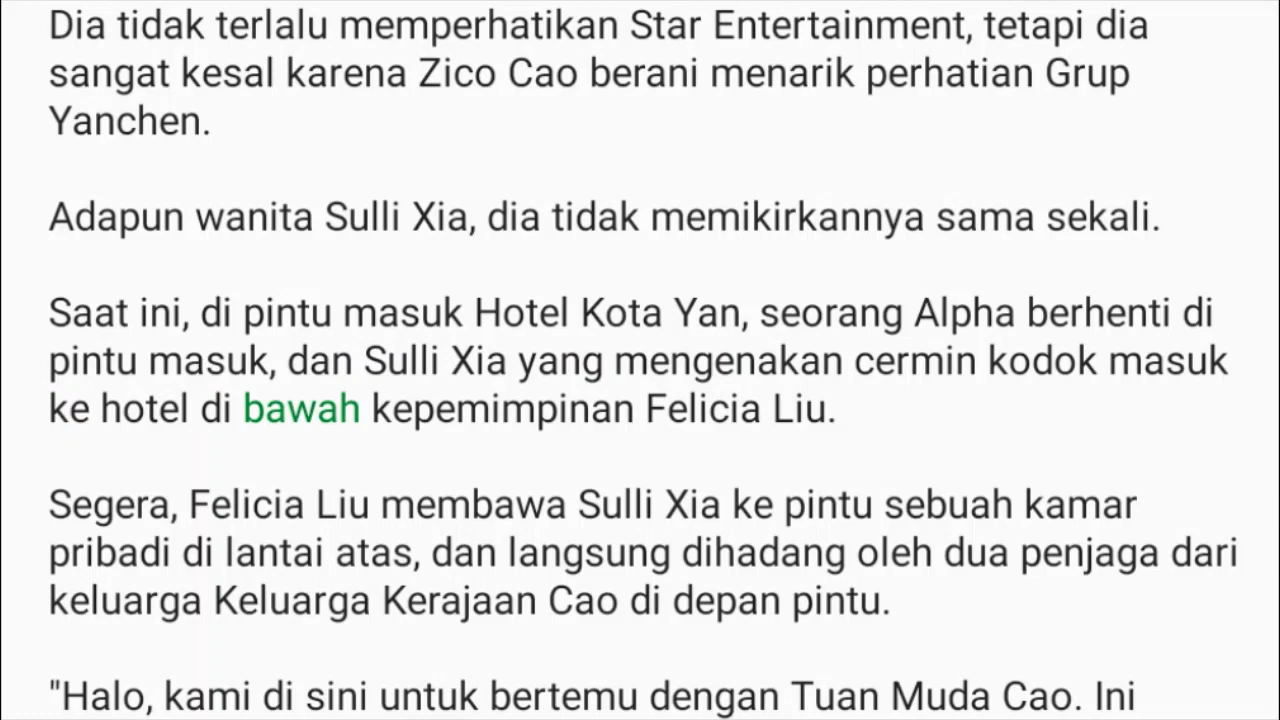 Dia tidak terlalu memperhatikan Star Entertainment, tetapi dia
sangat kesal karena Zico Cao berani menarik perhatian Grup
Yanchen.
Adapun wanita Sulli Xia, dia tidak memikirkannya sama sekali.
Saat ini, di pintu masuk Hotel Kota Yan, seorang Alpha berhenti di
pintu masuk, dan Sulli Xia yang mengenakan cermin kodok masuk
ke hotel di bawah kepemimpinan Felicia Liu.
Segera, Felicia Liu membawa Sulli Xia ke pintu sebuah kamar
pribadi di lantai atas, dan langsung dihadang oleh dua penjaga dari
keluarga Keluarga Kerajaan Cao di depan pintu.
"Halo, kami di sini untuk bertemu dengan Tuan Muda Cao. Ini